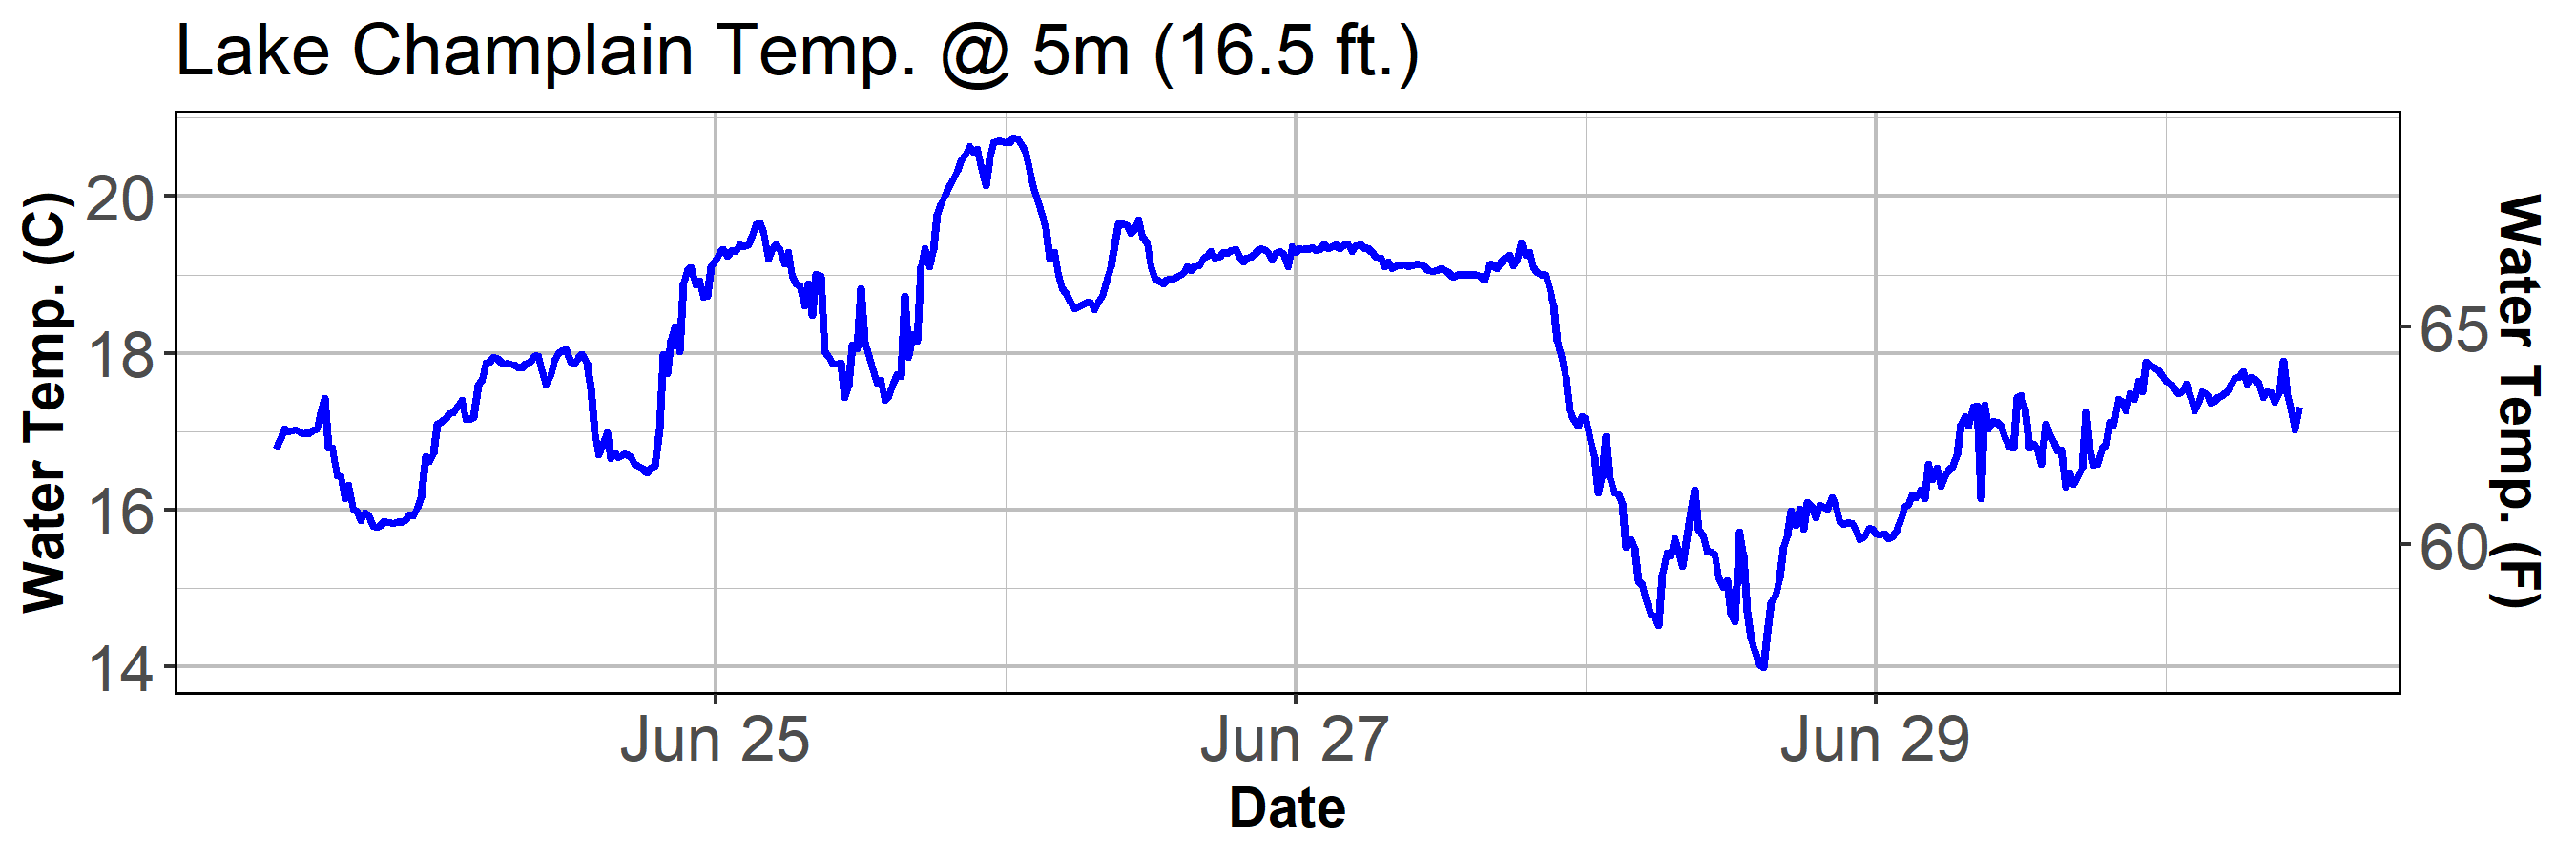 Lake Champlain Temp. @ 5m (16.5 ft.)
Water Temp. (C)
20
18
16
14
65
60
Water Temp. (F)
Jun 25 Jun 27 Jun 29
Date